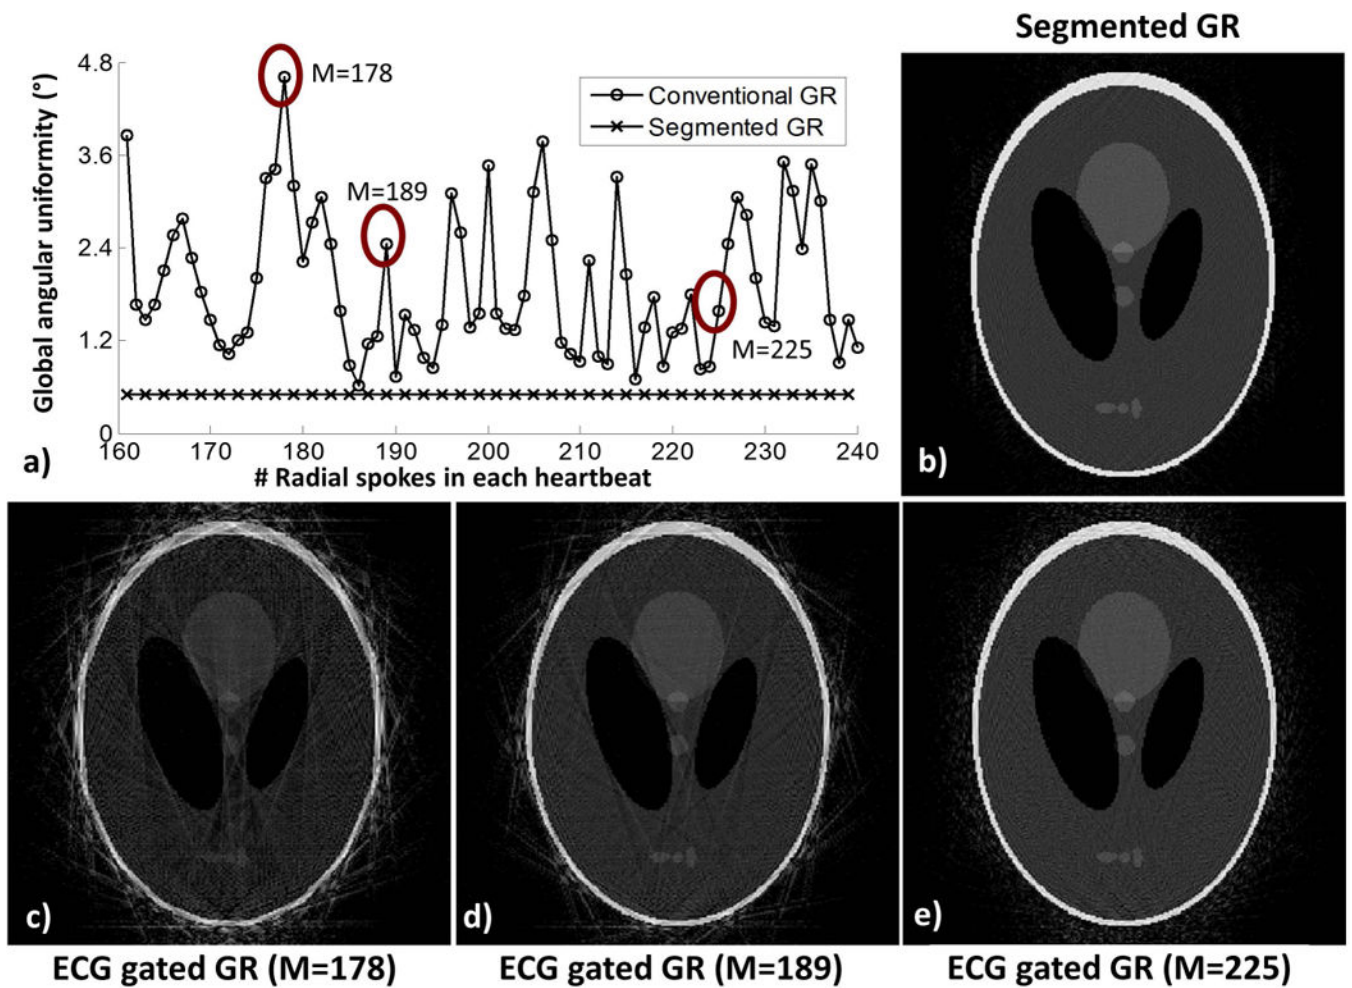 Segmented GR
4.8
3.6
2.4
1.2
0
Global angular uniformity (°)
M=178
M=189
M=225
Conventional GR
Segmented GR
160 170 180 190 200 210 220 230 240
# Radial spokes in each heartbeat
a)
b)
c)
d)
e)
ECG gated GR (M=178)
ECG gated GR (M=189)
ECG gated GR (M=225)